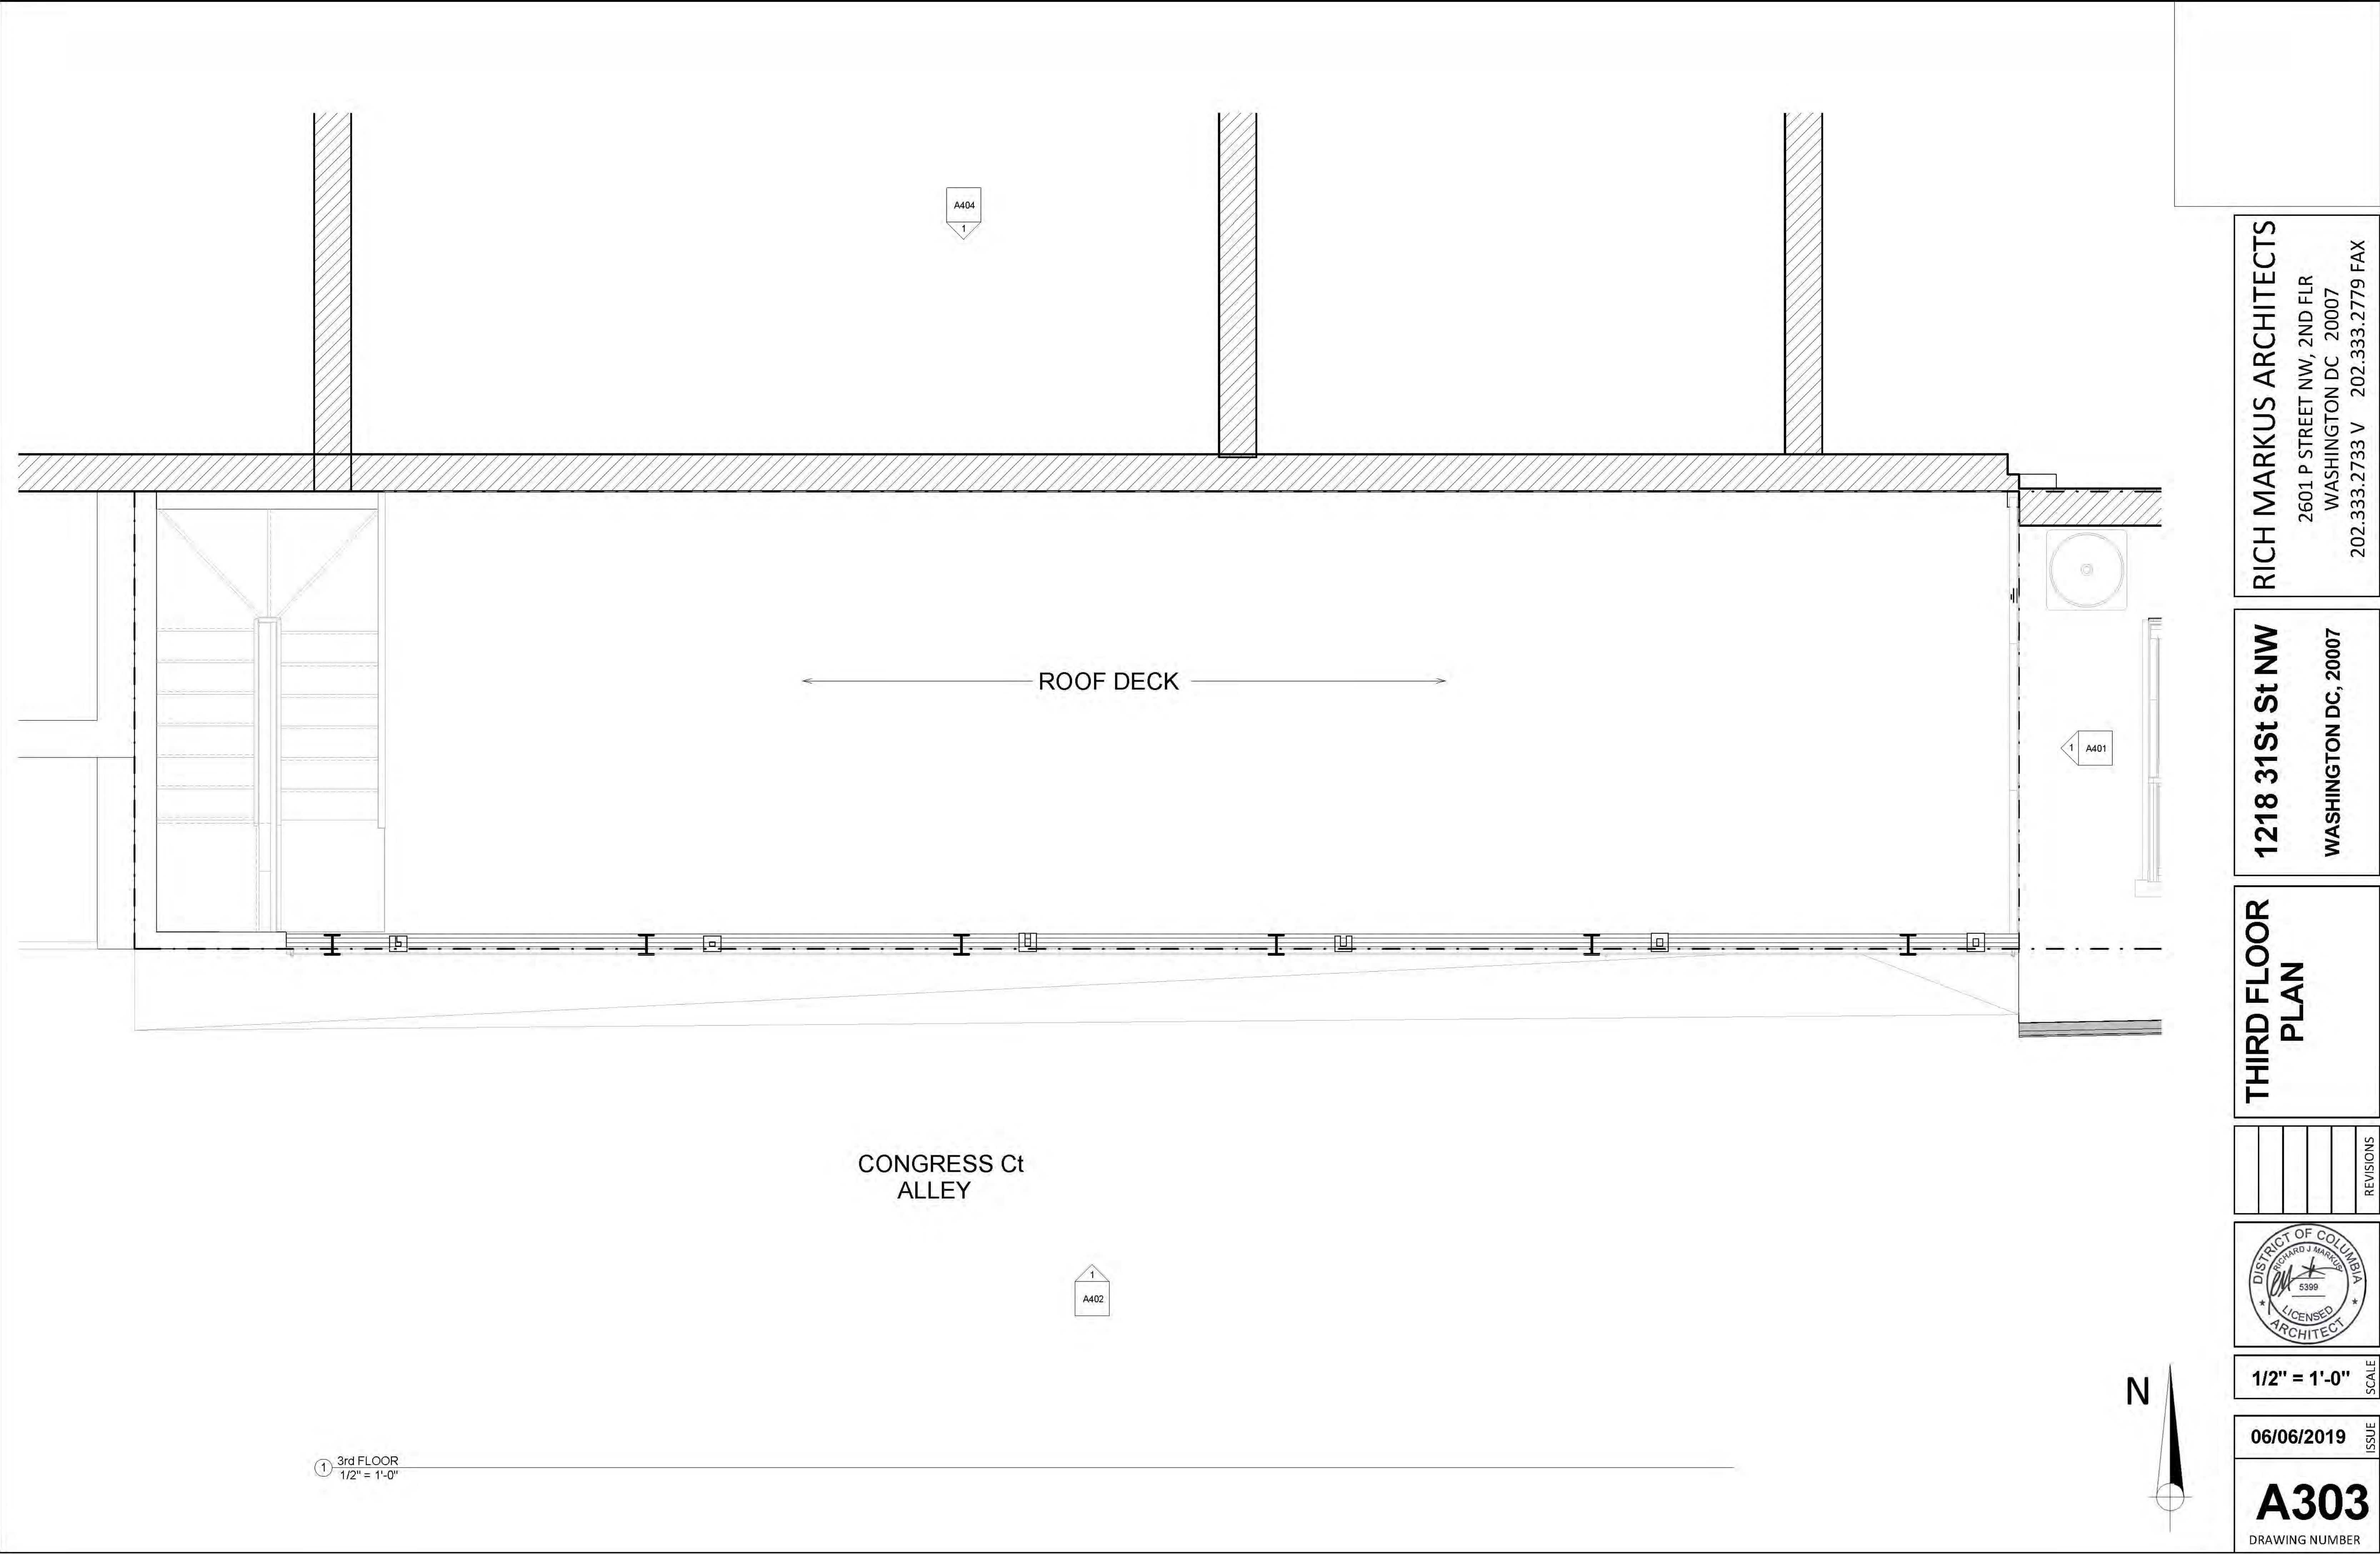 A404
1
ROOF DECK
1 A401
CONGRESS Ct
ALLEY
1
A402
1 3rd FLOOR
1/2" = 1'-0"
N
RICH MARKUS ARCHITECTS
2601 P STREET NW, 2ND FLR
WASHINGTON DC 20007
202.333.2733 V 202.333.2779 FAX
1218 31St St NW
WASHINGTON DC, 20007
THIRD FLOOR
PLAN
REVISIONS
DISTRICT OF COLUMBIA
RICHARD J MARKUS
5399
LICENSED
ARCHITECT
1/2" = 1'-0" SCALE
06/06/2019 ISSUE
A303
DRAWING NUMBER